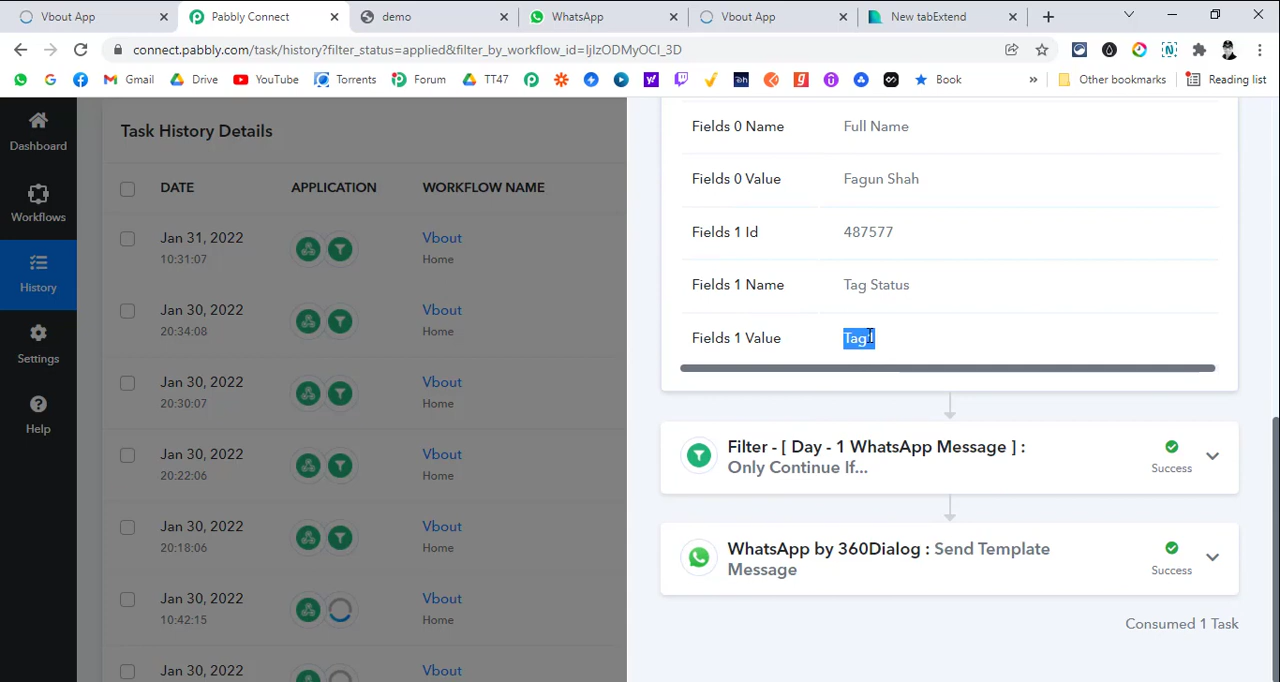 Vbout App
Pabbly Connect
demo
WhatsApp
Vbout App
New tabExtend
connect.pabbly.com/task/history?filter_status=applied&filter_by_workflow_id=IjIzODMyOCI_3D
Gmail
Drive
YouTube
Torrents
Forum
TT47
Book
»
Other bookmarks
Reading list
Dashboard
Workflows
History
Settings
Help
Task History Details
DATE APPLICATION WORKFLOW NAME
Jan 31, 2022 Vbout
10:31:07 Home
Jan 30, 2022 Vbout
20:34:08 Home
Jan 30, 2022 Vbout
20:30:07 Home
Jan 30, 2022 Vbout
20:22:06 Home
Jan 30, 2022 Vbout
20:18:06 Home
Jan 30, 2022 Vbout
10:42:15 Home
Jan 30, 2022 Vbout
Fields 0 Name Full Name
Fields 0 Value Fagun Shah
Fields 1 Id 487577
Fields 1 Name Tag Status
Fields 1 Value Tag1
Filter - [ Day - 1 WhatsApp Message ] :
Only Continue If...
Success
WhatsApp by 360Dialog : Send Template
Message
Success
Consumed 1 Task